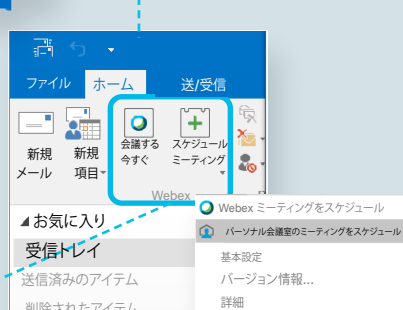 ファイル ホーム 送/受信
新規
メール
新規
項目
会議する
今すぐ
スケジュール
ミーティング
Webex
お気に入り
受信トレイ
送信済みのアイテム
削除されたアイテム
Webex ミーティングをスケジュール
パーソナル会議室のミーティングをスケジュール
基本設定
バージョン情報...
詳細